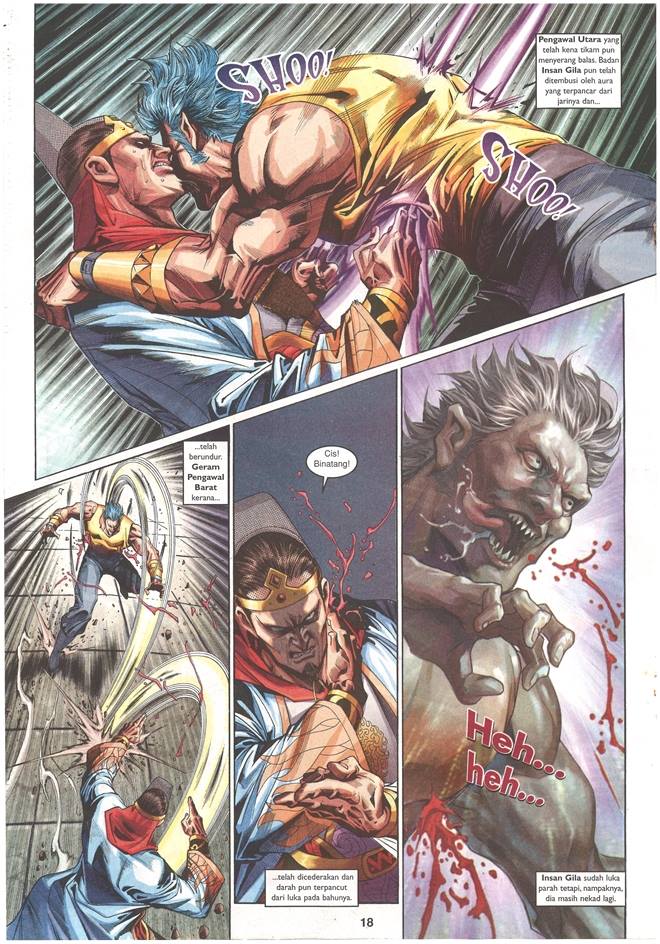 SHOO!
Pengawal Utara yang
telah kena tikam pun
menyerang balas. Badan
Insan Gila pun telah
ditembusi oleh aura
yang terpancar dari
jarinya dan...
SHOO!
...telah
berundur.
Geram
Pengawal
Barat
kerana...
Cis!
Binatang!
...telah dicederakan dan
darah pun terpancut
dari luka pada bahunya.
Heh...
heh...
Insan Gila sudah luka
parah tetapi, nampaknya,
dia masih nekad lagi.
18